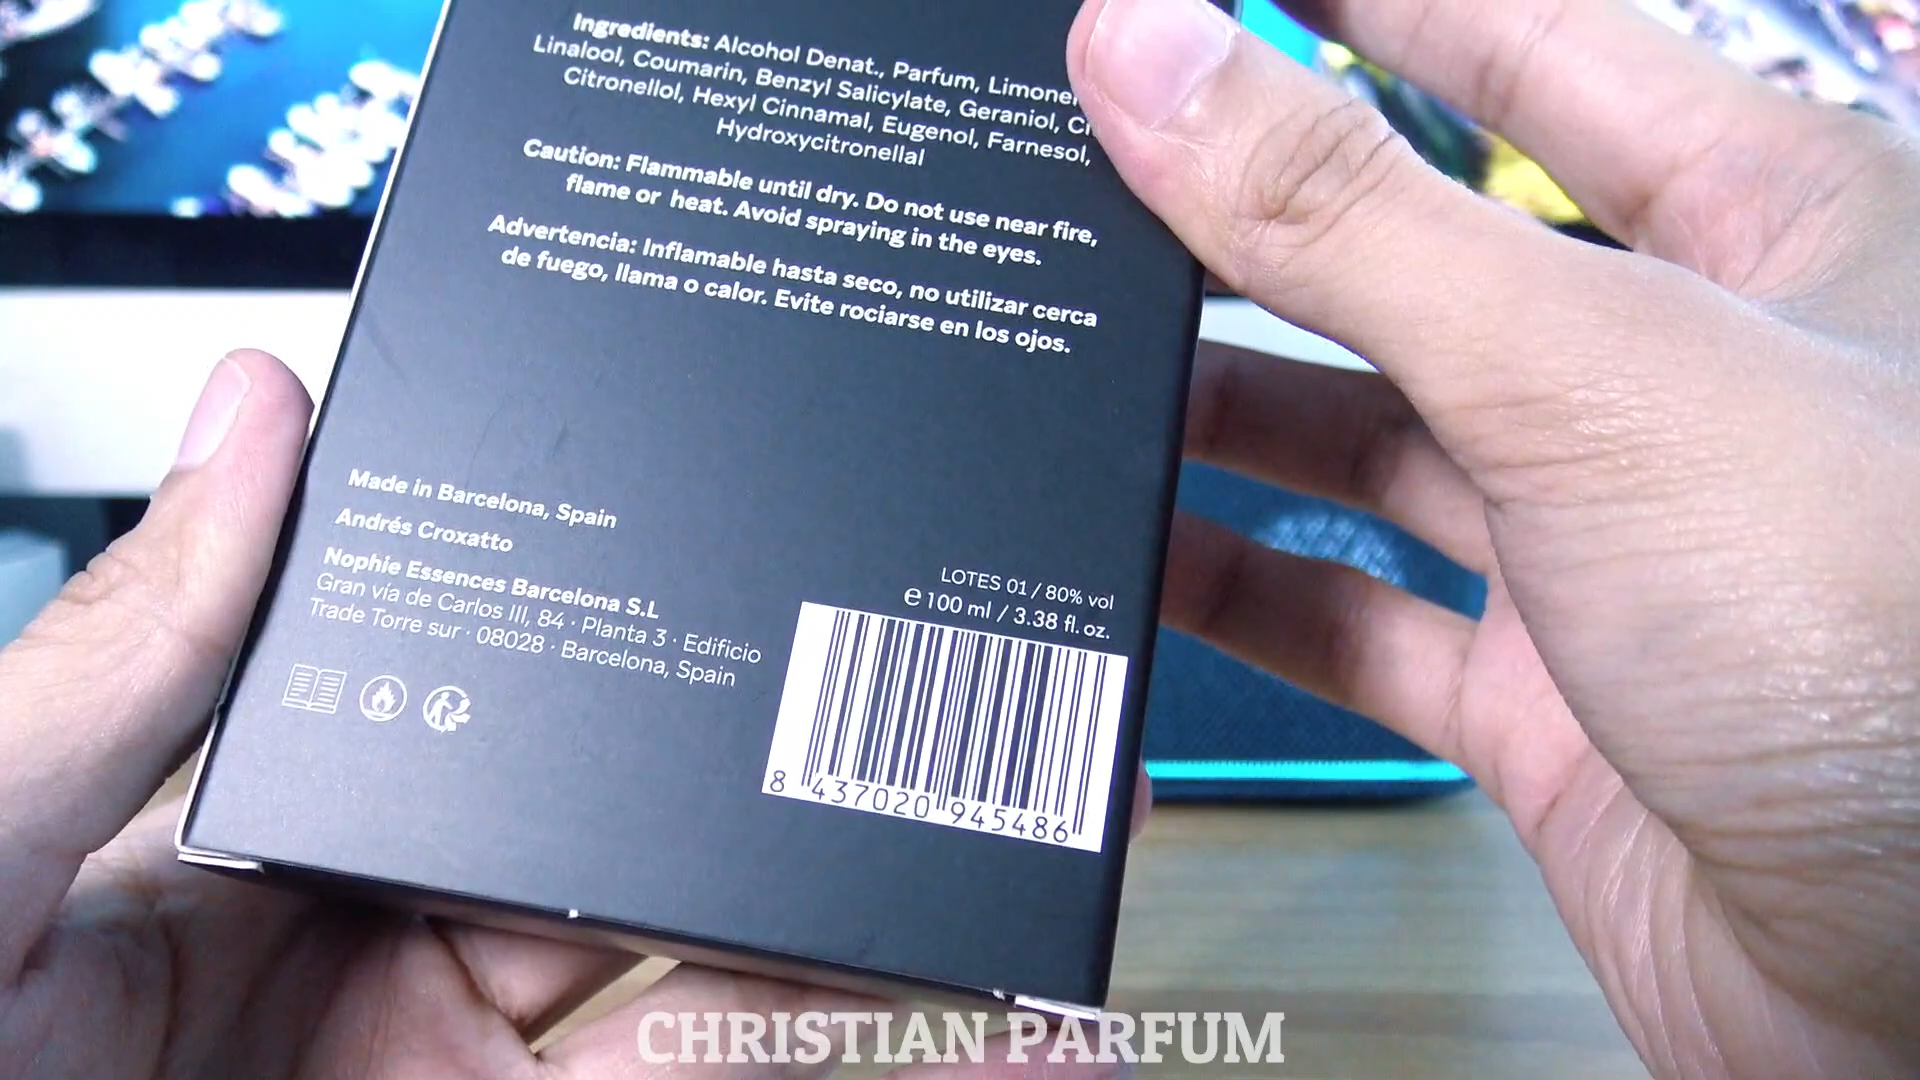 Ingredients: Alcohol Denat., Parfum,
Linalool, Coumarin, Benzyl Salicylate, Geraniol,
Citronellol, Hexyl Cinnamal, Eugenol, Farnesol,
Hydroxycitronellal
Caution: Flammable until dry. Do not use near fire,
flame or heat. Avoid spraying in the eyes.
Advertencia: Inflamable hasta seco, no utilizar cerca
de fuego, llama o calor. Evite rociarse en los ojos.
Made in Barcelona, Spain
Andrés Croxatto
Nophie Essences Barcelona S.L
Gran vía de Carlos III, 84 · Planta 3 · Edificio
Trade Torre sur · 08028 · Barcelona, Spain
LOTES 01 / 80% vol
e 100 ml / 3.38 fl. oz.
8 437020 945486
CHRISTIAN PARFUM